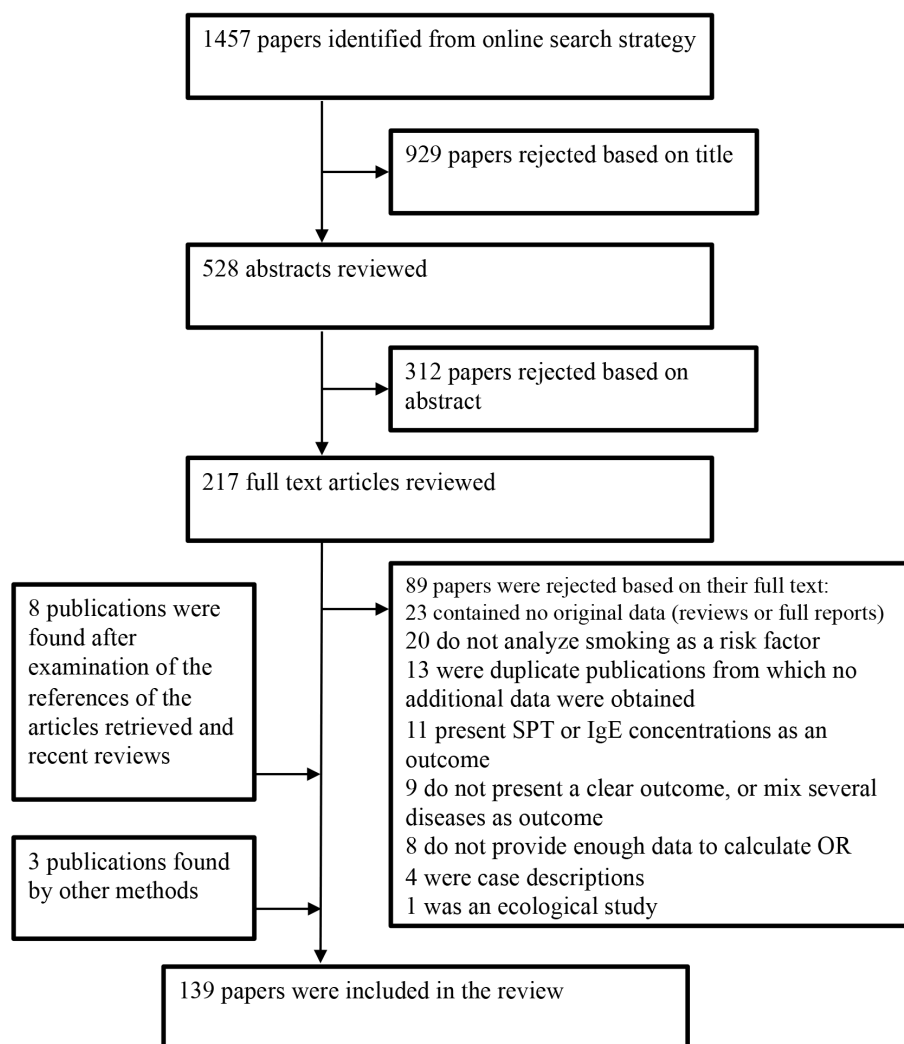 1457 papers identified from online search strategy
929 papers rejected based on title
528 abstracts reviewed
312 papers rejected based on
abstract
217 full text articles reviewed
8 publications were
found after
examination of the
references of the
articles retrieved and
recent reviews
89 papers were rejected based on their full text:
23 contained no original data (reviews or full reports)
20 do not analyze smoking as a risk factor
13 were duplicate publications from which no
additional data were obtained
11 present SPT or IgE concentrations as an
outcome
9 do not present a clear outcome, or mix several
diseases as outcome
8 do not provide enough data to calculate OR
4 were case descriptions
1 was an ecological study
3 publications found
by other methods
139 papers were included in the review